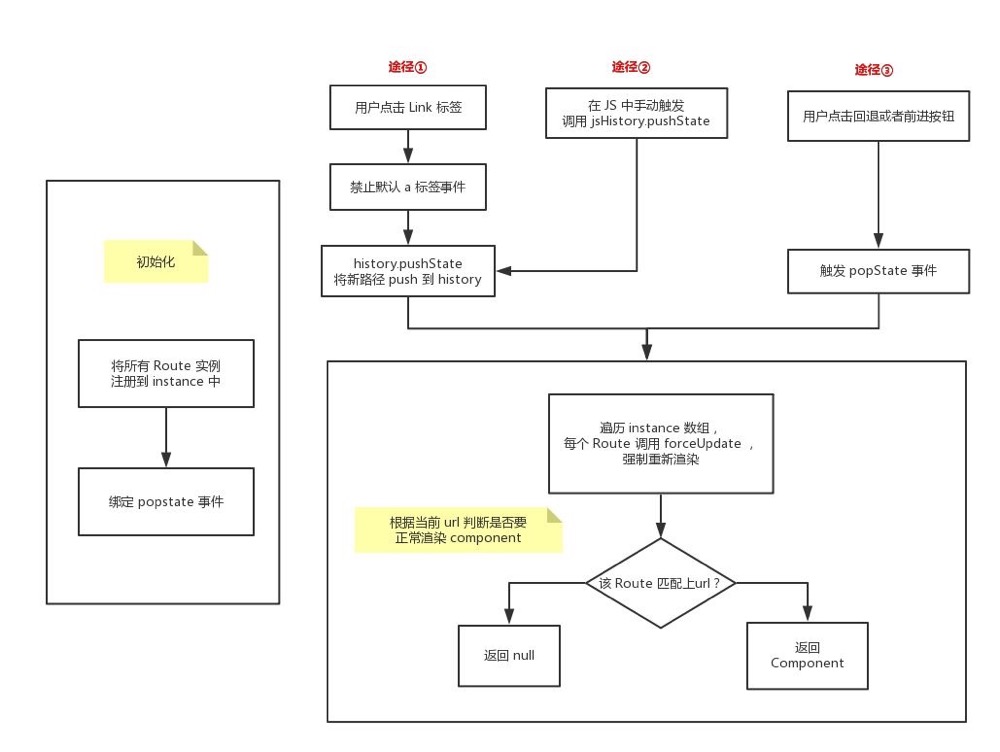 途径①
途径②
途径③
用户点击 Link 标签
在 JS 中手动触发
调用 jsHistory.pushState
用户点击回退或者前进按钮
禁止默认 a 标签事件
history.pushState
将新路径 push 到 history
触发 popState 事件
初始化
将所有 Route 实例
注册到 instance 中
绑定 popstate 事件
遍历 instance 数组，
每个 Route 调用 forceUpdate ，
强制重新渲染
根据当前 url 判断是否要
正常渲染 component
该 Route 匹配上url？
返回 null
返回
Component